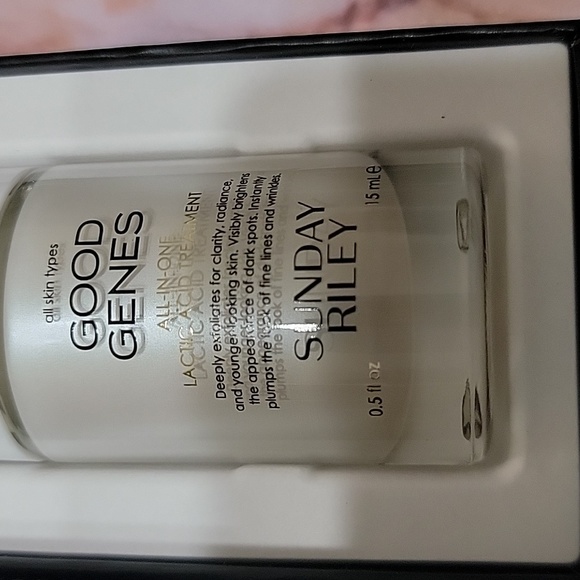 all skin types
GOOD
GENES
ALL-IN-ONE
LACTIC ACID TREATMENT
Deeply exfoliates for clarity, radiance,
and younger-looking skin. Visibly brightens
the appearance of dark spots. Instantly
plumps the look of fine lines and wrinkles.
SUNDAY
RILEY
0.5 fl oz 15 mLe